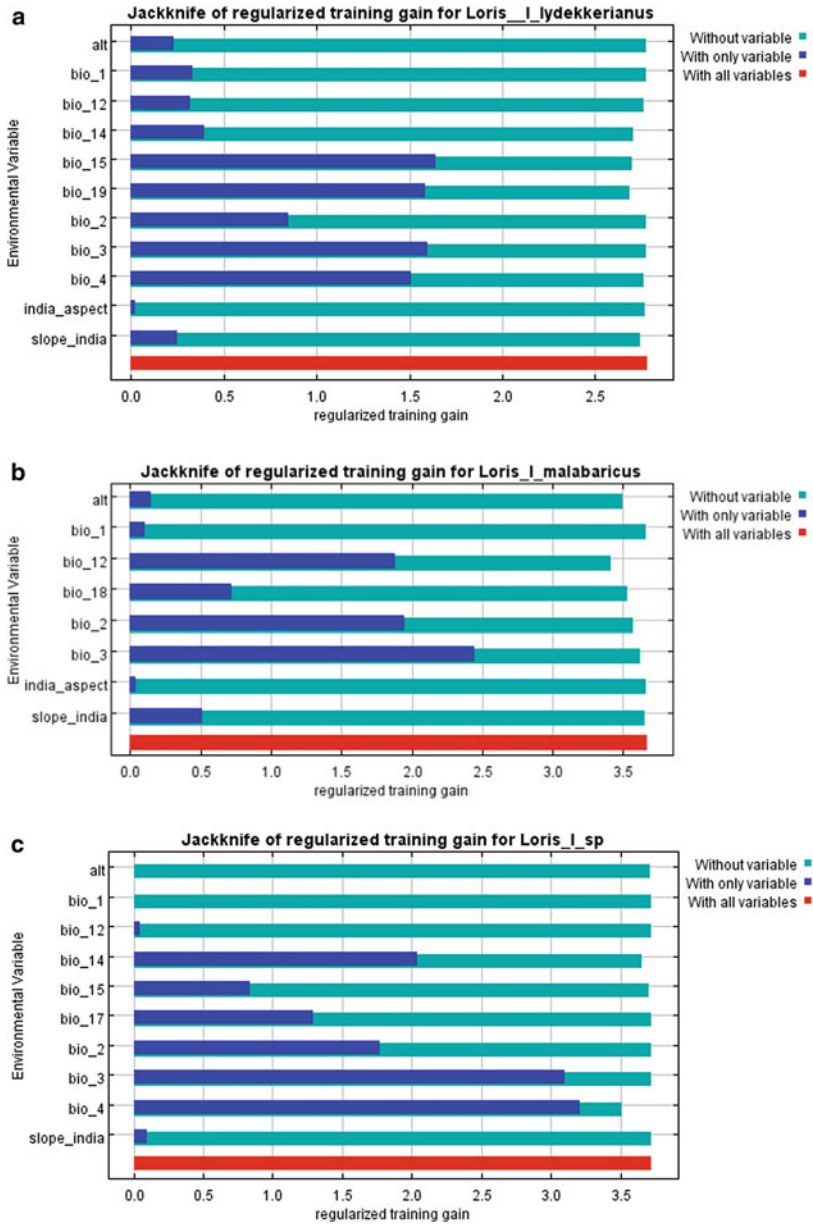 a
Jackknife of regularized training gain for Loris__l_lydekkerianus
Environmental Variable
alt
bio_1
bio_12
bio_14
bio_15
bio_19
bio_2
bio_3
bio_4
india_aspect
slope_india
0.0 0.5 1.0 1.5 2.0 2.5
regularized training gain
Without variable
With only variable
With all variables
b
Jackknife of regularized training gain for Loris_l_malabaricus
Environmental Variable
alt
bio_1
bio_12
bio_18
bio_2
bio_3
india_aspect
slope_india
0.0 0.5 1.0 1.5 2.0 2.5 3.0 3.5
regularized training gain
Without variable
With only variable
With all variables
c
Jackknife of regularized training gain for Loris_l_sp
Environmental Variable
alt
bio_1
bio_12
bio_14
bio_15
bio_17
bio_2
bio_3
bio_4
slope_india
0.0 0.5 1.0 1.5 2.0 2.5 3.0 3.5
regularized training gain
Without variable
With only variable
With all variables